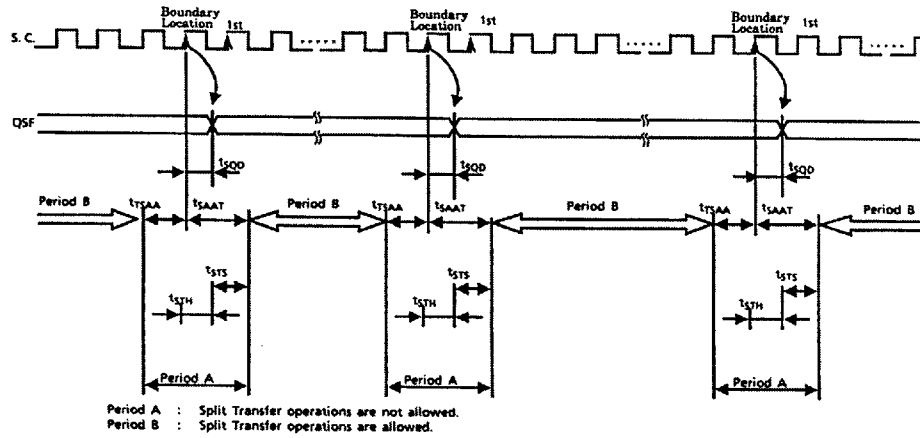 Boundary Location 1st
Boundary Location 1st
Boundary Location 1st
S. C.
QSF
tSQD tSQD tSQD
Period B tTSAA tSAAT Period B tTSAA tSAAT Period B tTSAA tSAAT Period B
tSTS tSTS tSTS
tSTH tSTH tSTH
Period A Period A Period A
Period A : Split Transfer operations are not allowed.
Period B : Split Transfer operations are allowed.